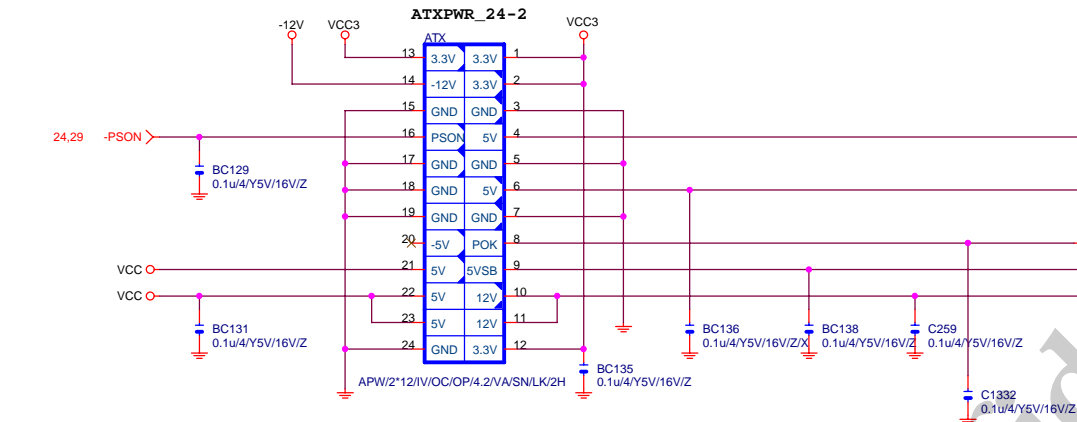 ATXPWR_24-2
-12V VCC3 VCC3
ATX
13 3.3V 3.3V 1
14 -12V 3.3V 2
15 GND GND 3
24,29 -PSON 16 PSON 5V 4
17 GND GND 5
18 GND 5V 6
19 GND GND 7
20 -5V POK 8
VCC 21 5V 5VSB 9
VCC 22 5V 12V 10
23 5V 12V 11
24 GND 3.3V 12
BC129
0.1u/4/Y5V/16V/Z
BC131
0.1u/4/Y5V/16V/Z
BC136
0.1u/4/Y5V/16V/Z/X
BC138
0.1u/4/Y5V/16V/Z
C259
0.1u/4/Y5V/16V/Z
APW/2*12/IV/OC/OP/4.2/VA/SN/LK/2H
BC135
0.1u/4/Y5V/16V/Z
C1332
0.1u/4/Y5V/16V/Z